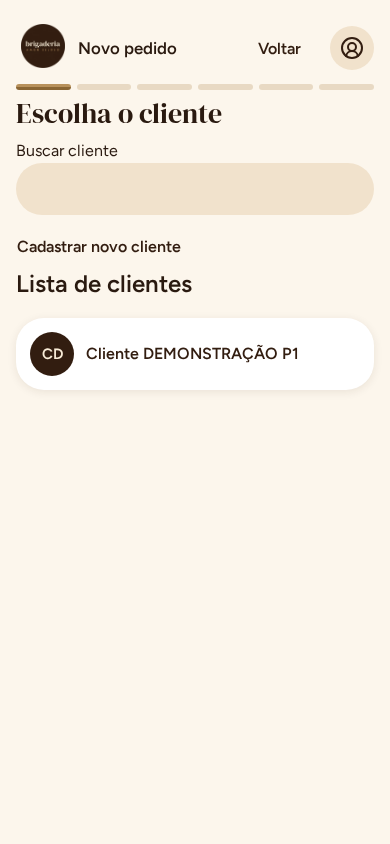 brigaderia
Novo pedido
Voltar
Escolha o cliente
Buscar cliente
Cadastrar novo cliente
Lista de clientes
CD
Cliente DEMONSTRAÇÃO P1